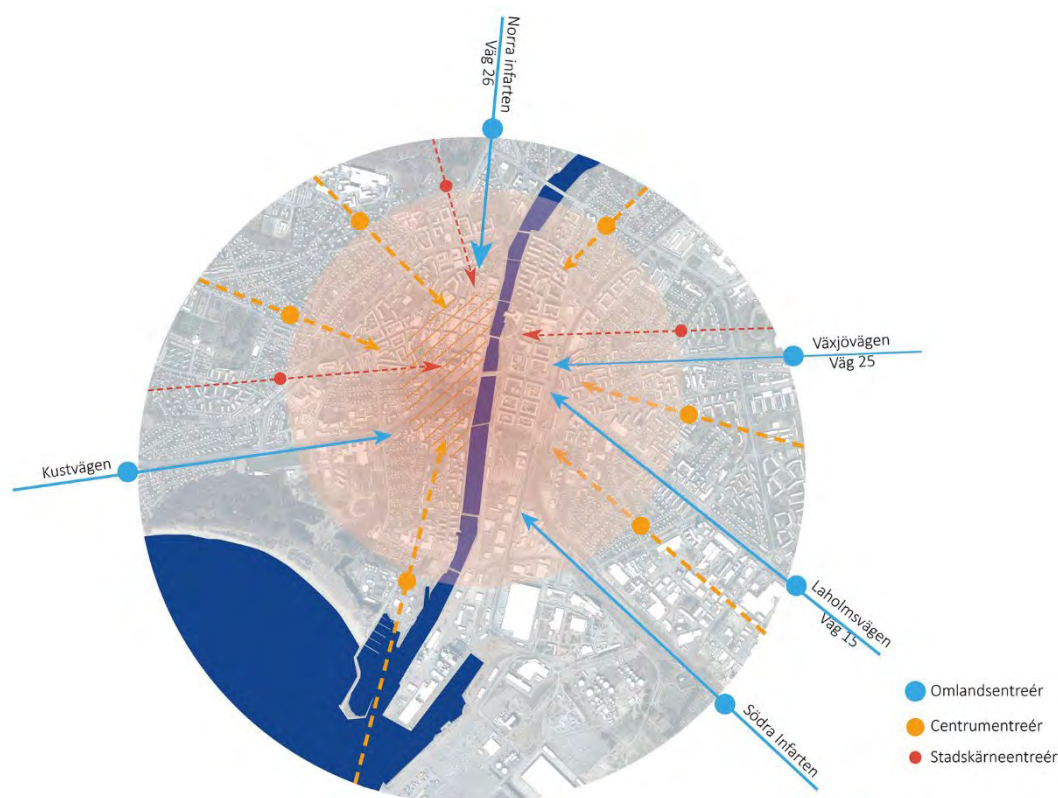 Norra infarten
Väg 26
Växjövägen
Väg 25
Kustvägen
Laholmsvägen
Väg 15
Södra Infarten
Omlandsentreér
Centrumentreér
Stadskärneentreér